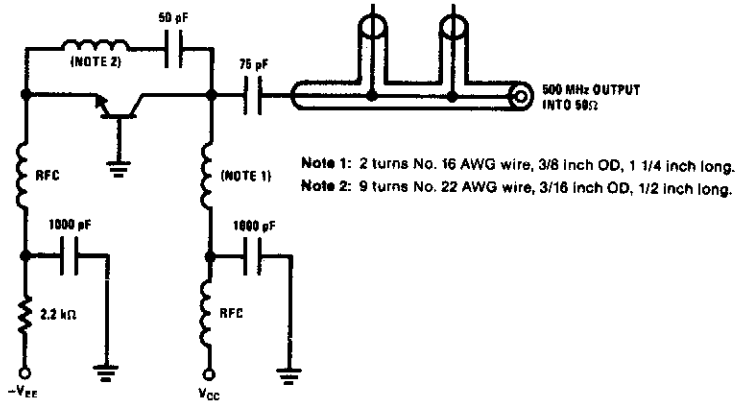 50 pF
(NOTE 2)
75 pF
500 MHz OUTPUT
INTO 50Ω
RFC
(NOTE 1)
Note 1: 2 turns No. 16 AWG wire, 3/8 inch OD, 1 1/4 inch long.
Note 2: 9 turns No. 22 AWG wire, 3/16 inch OD, 1/2 inch long.
1000 pF
1000 pF
2.2 kΩ
RFC
-VEE
VCC